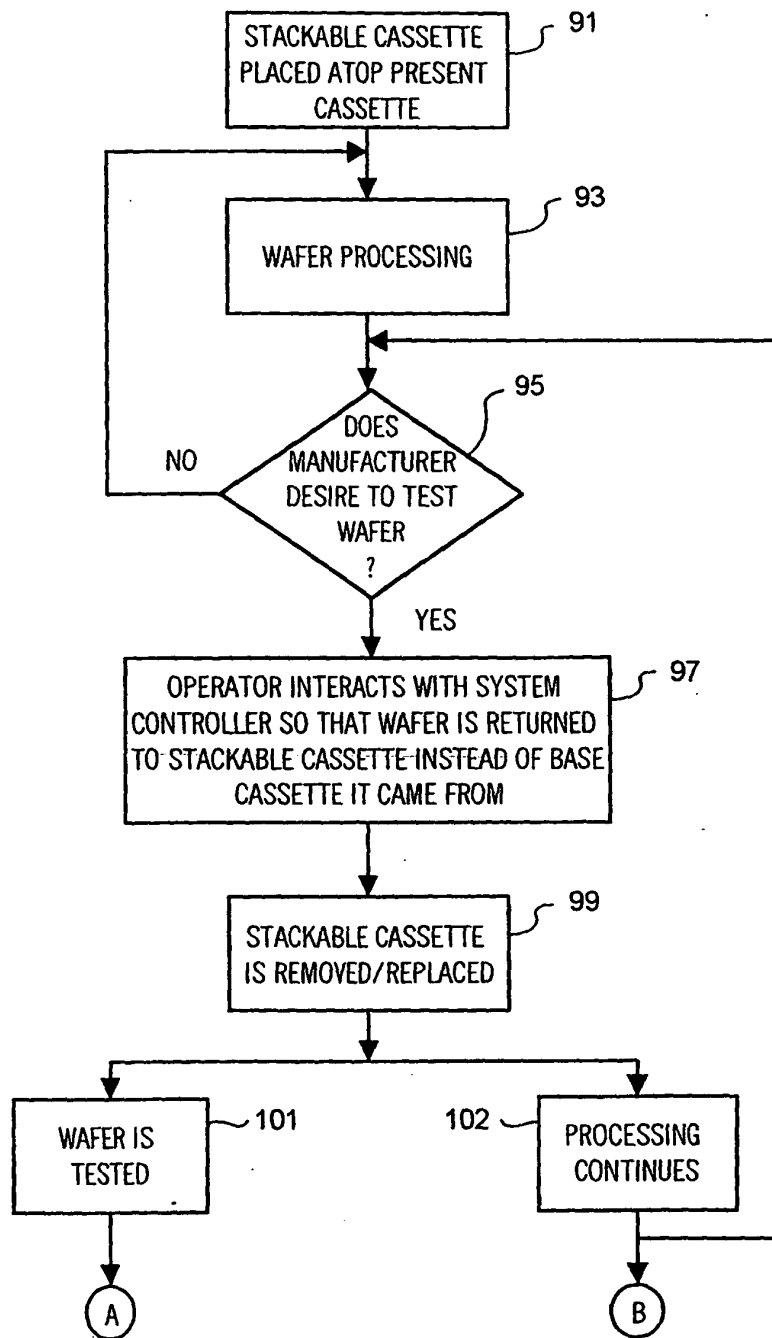 STACKABLE CASSETTE
PLACED ATOP PRESENT
CASSETTE
91
WAFER PROCESSING
93
DOES
MANUFACTURER
DESIRE TO TEST
WAFER
?
95
NO
YES
OPERATOR INTERACTS WITH SYSTEM
CONTROLLER SO THAT WAFER IS RETURNED
TO STACKABLE CASSETTE INSTEAD OF BASE
CASSETTE IT CAME FROM
97
STACKABLE CASSETTE
IS REMOVED/REPLACED
99
WAFER IS
TESTED
101
102
PROCESSING
CONTINUES
A
B